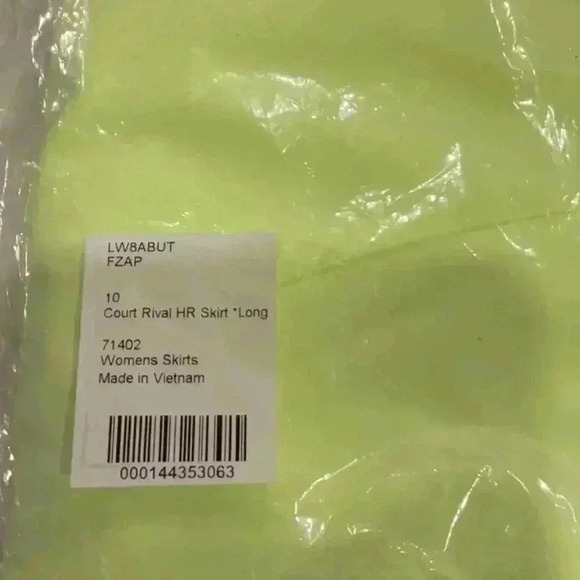 LW8ABUT
FZAP
10
Court Rival HR Skirt *Long
71402
Womens Skirts
Made in Vietnam
000144353063